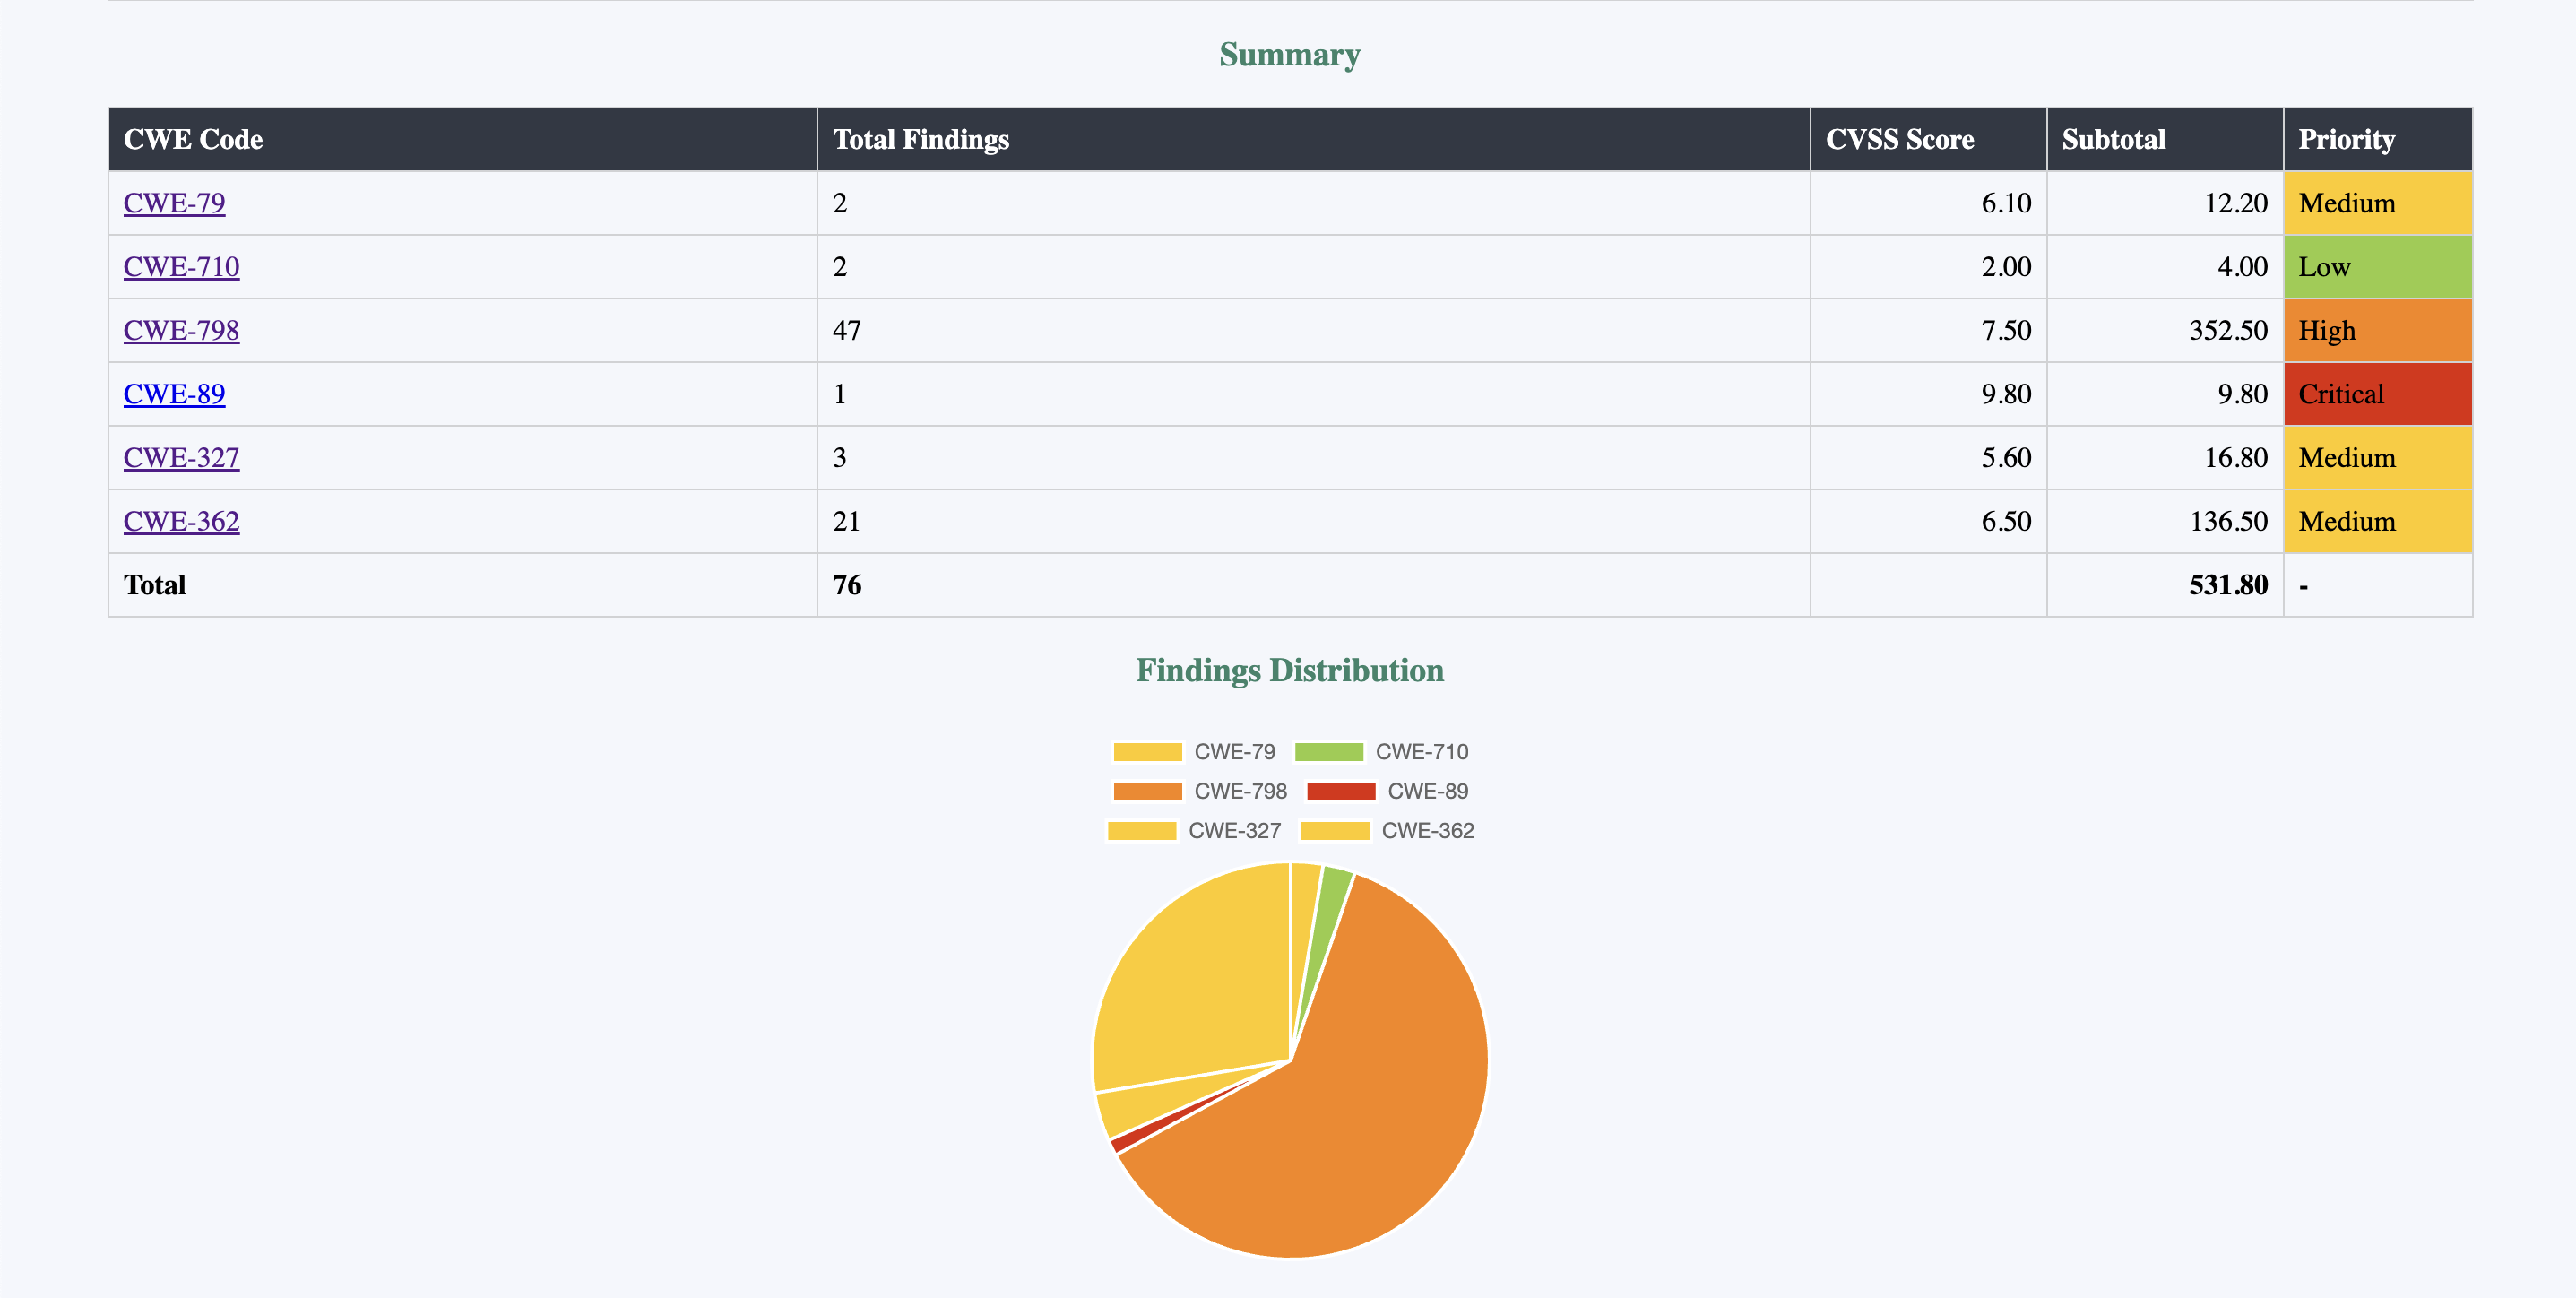 Summary
CWE Code Total Findings CVSS Score Subtotal Priority
CWE-79 2 6.10 12.20 Medium
CWE-710 2 2.00 4.00 Low
CWE-798 47 7.50 352.50 High
CWE-89 1 9.80 9.80 Critical
CWE-327 3 5.60 16.80 Medium
CWE-362 21 6.50 136.50 Medium
Total 76 531.80 -
Findings Distribution
CWE-79 CWE-710
CWE-798 CWE-89
CWE-327 CWE-362